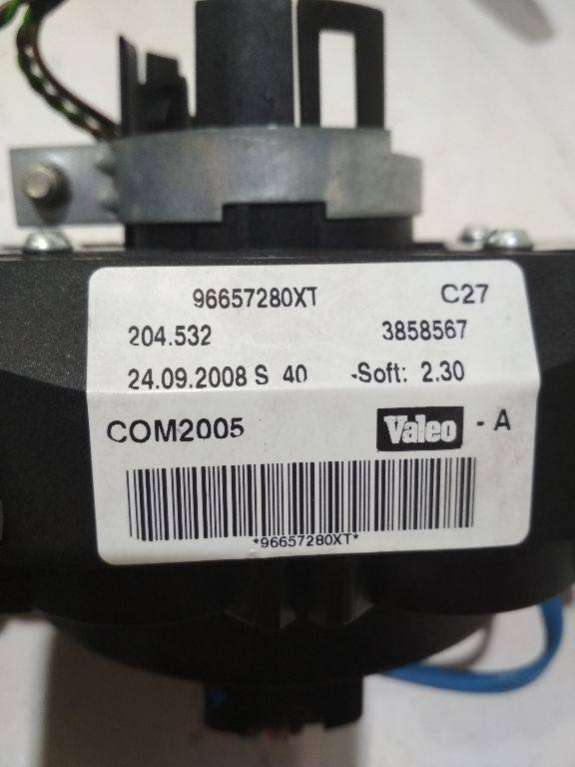 96657280XT C27
204.532 3858567
24.09.2008 S 40 -Soft: 2.30
COM2005 Valeo - A
*96657280XT*